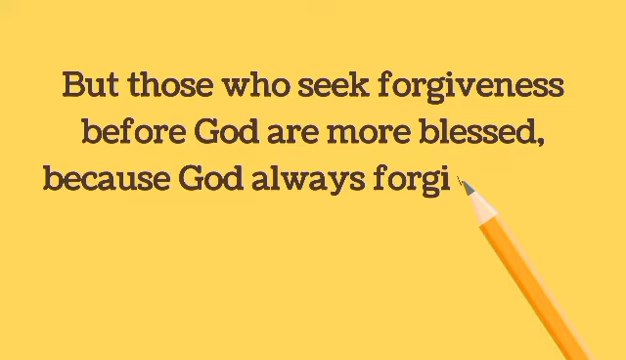 But those who seek forgiveness
before God are more blessed,
because God always forgi